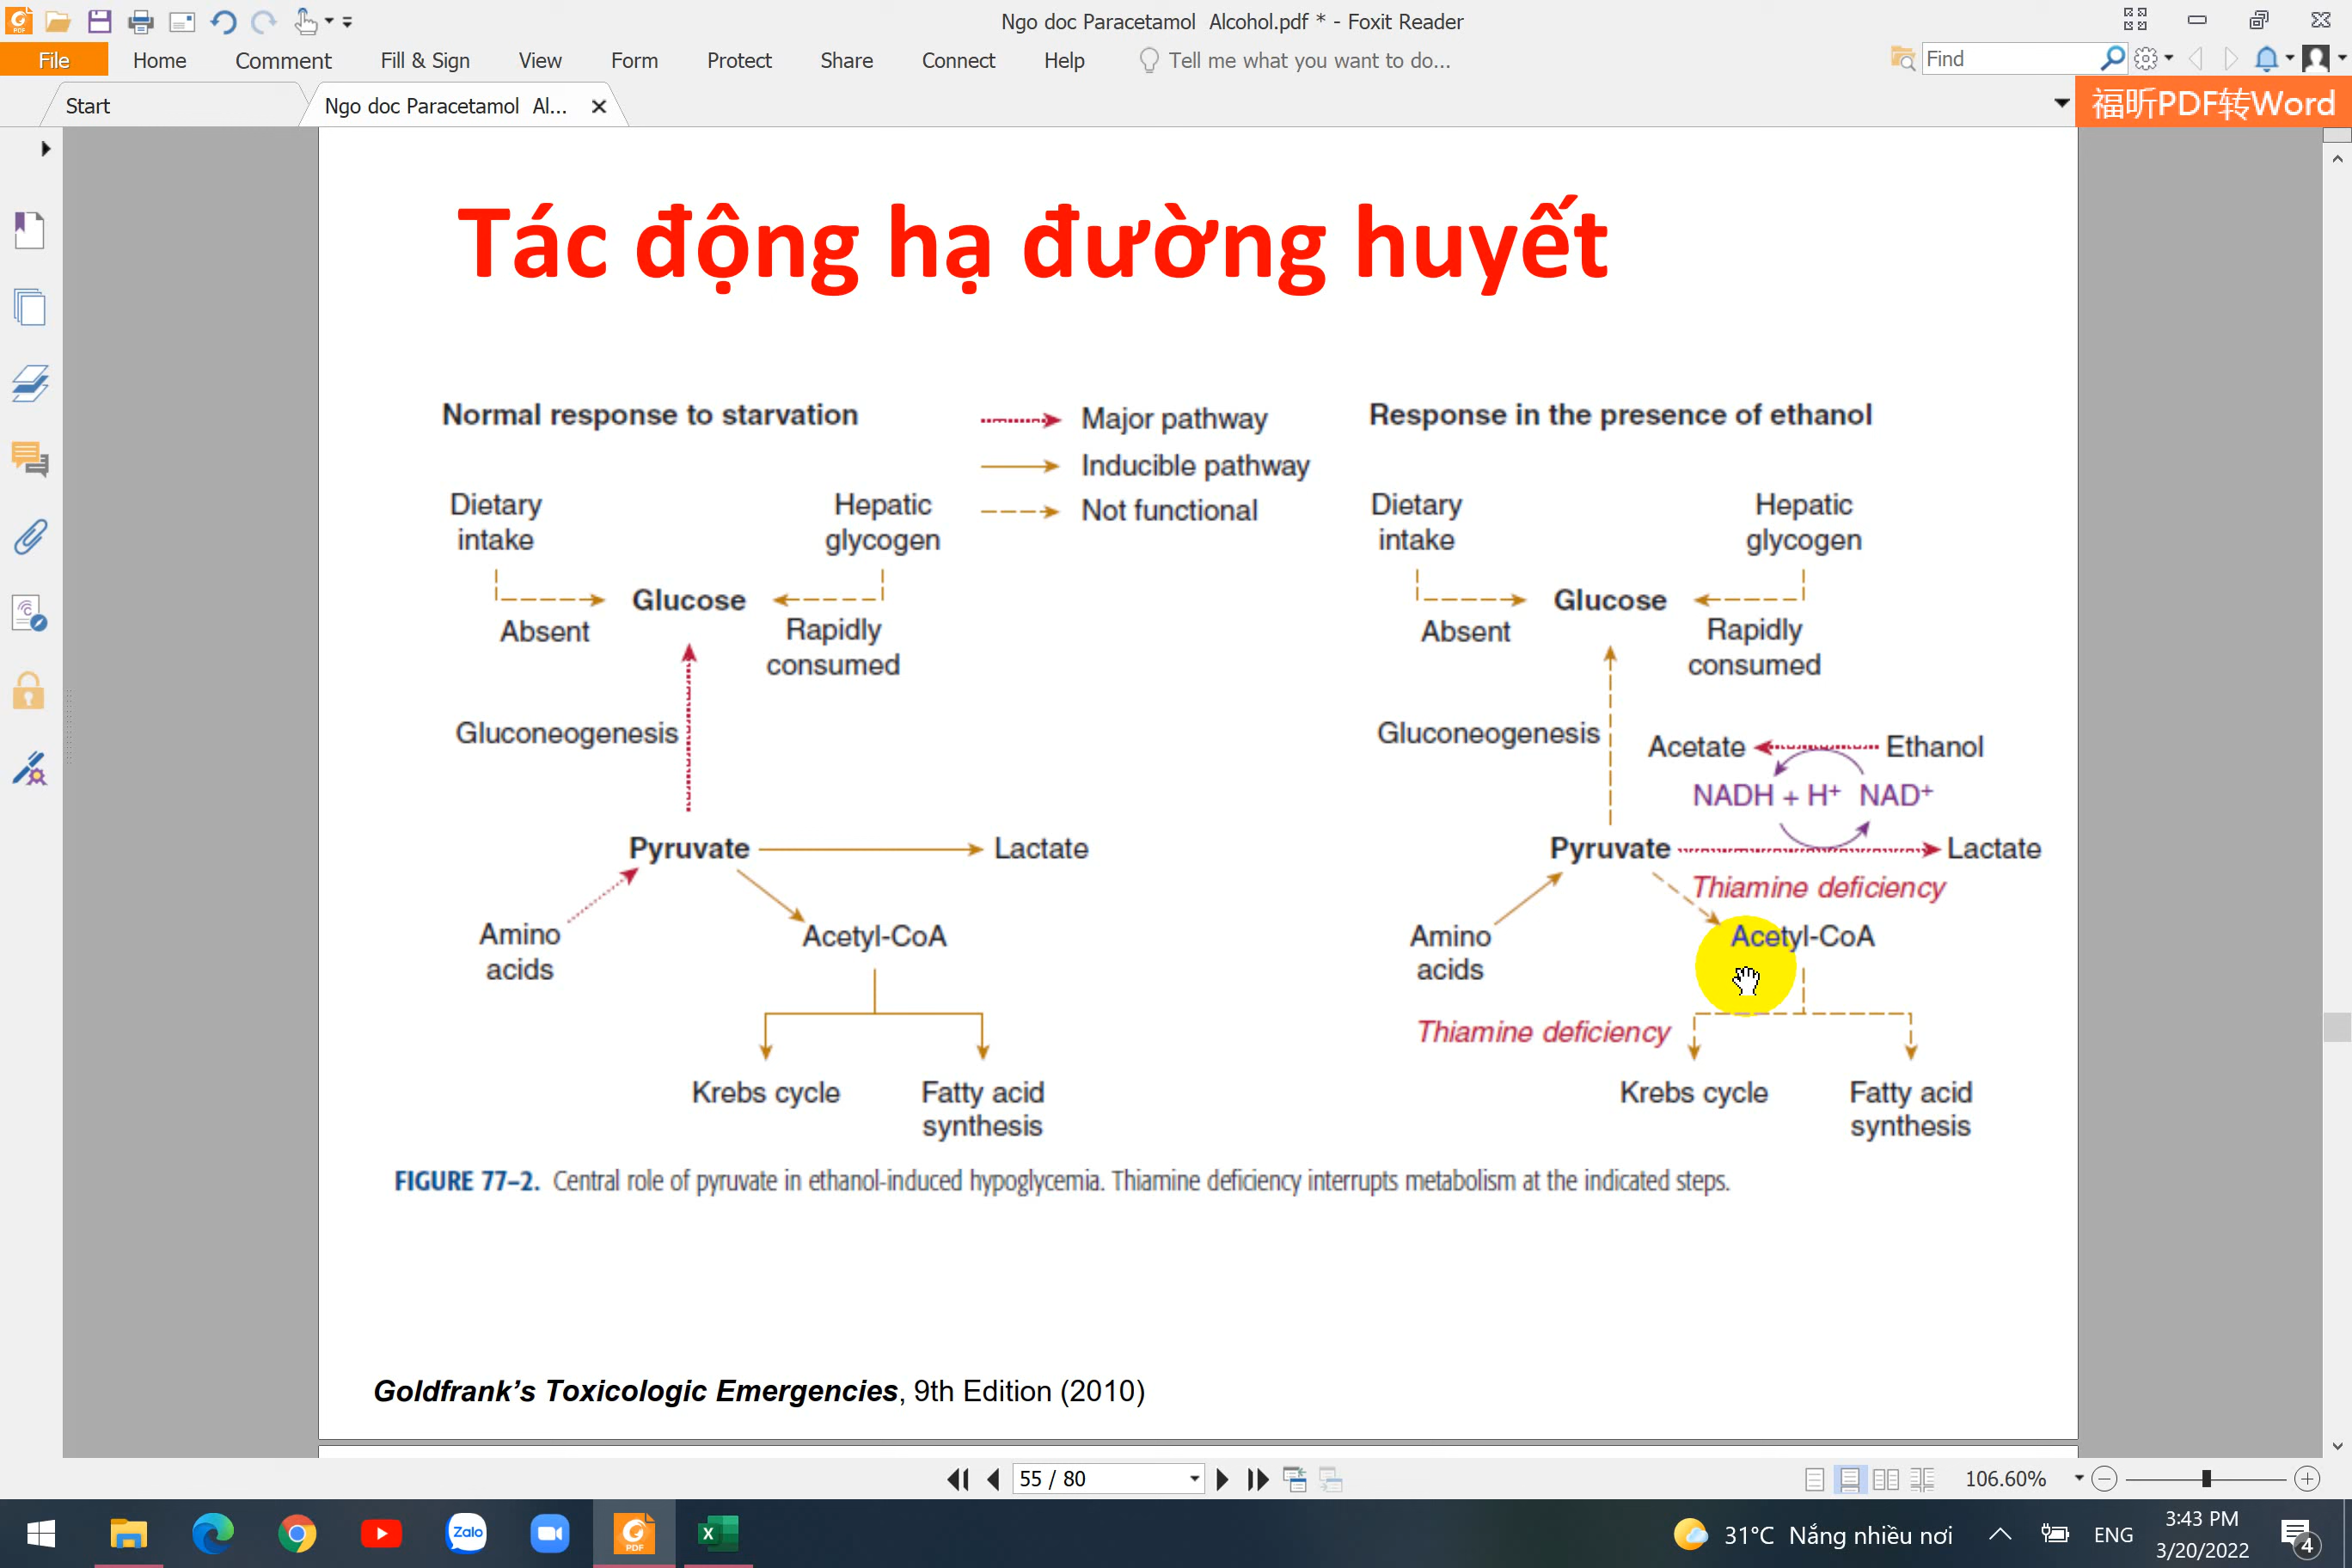 Ngo doc Paracetamol  Alcohol.pdf * - Foxit Reader
File Home Comment Fill & Sign View Form Protect Share Connect Help Tell me what you want to do... Find
Start Ngo doc Paracetamol  Al... 福昕PDF转Word
Tác động hạ đường huyết
Normal response to starvation
Major pathway
Inducible pathway
Not functional
Dietary
intake
Hepatic
glycogen
Glucose
Absent
Rapidly
consumed
Gluconeogenesis
Pyruvate
Lactate
Amino
acids
Acetyl-CoA
Krebs cycle
Fatty acid
synthesis
Response in the presence of ethanol
Dietary
intake
Hepatic
glycogen
Glucose
Absent
Rapidly
consumed
Gluconeogenesis
Acetate
Ethanol
NADH + H⁺ NAD⁺
Pyruvate
Lactate
Thiamine deficiency
Amino
acids
Acetyl-CoA
Thiamine deficiency
Krebs cycle
Fatty acid
synthesis
FIGURE 77–2. Central role of pyruvate in ethanol-induced hypoglycemia. Thiamine deficiency interrupts metabolism at the indicated steps.
Goldfrank’s Toxicologic Emergencies, 9th Edition (2010)
55 / 80 106.60%
Zalo
PDF
31°C Nắng nhiều nơi ENG 3:43 PM
3/20/2022
4